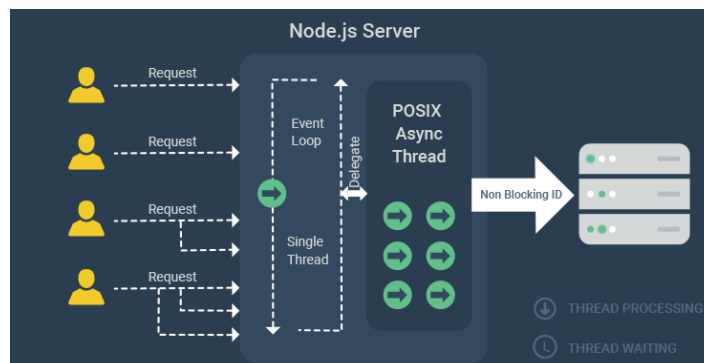 Node.js Server
Request
Request
Request
Request
Event
Loop
Single
Thread
Delegate
POSIX
Async
Thread
Non Blocking ID
THREAD PROCESSING
THREAD WAITING